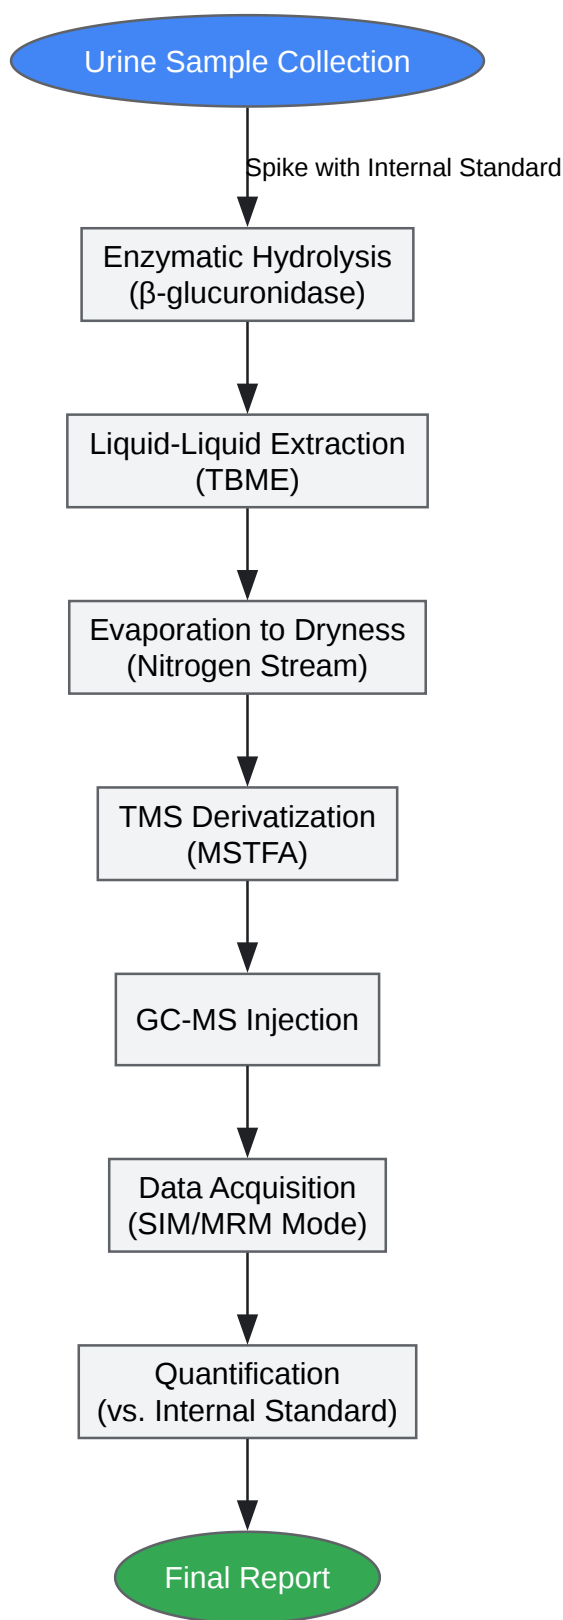 Urine Sample Collection
Spike with Internal Standard
Enzymatic Hydrolysis
(β-glucuronidase)
Liquid-Liquid Extraction
(TBME)
Evaporation to Dryness
(Nitrogen Stream)
TMS Derivatization
(MSTFA)
GC-MS Injection
Data Acquisition
(SIM/MRM Mode)
Quantification
(vs. Internal Standard)
Final Report